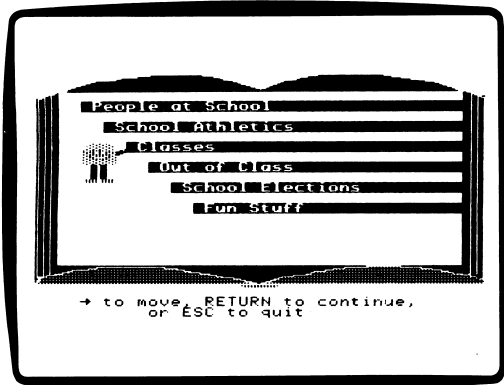 People at School
School Athletics
Classes
Out of Class
School Elections
Fun Stuff
→ to move, RETURN to continue,
or ESC to quit